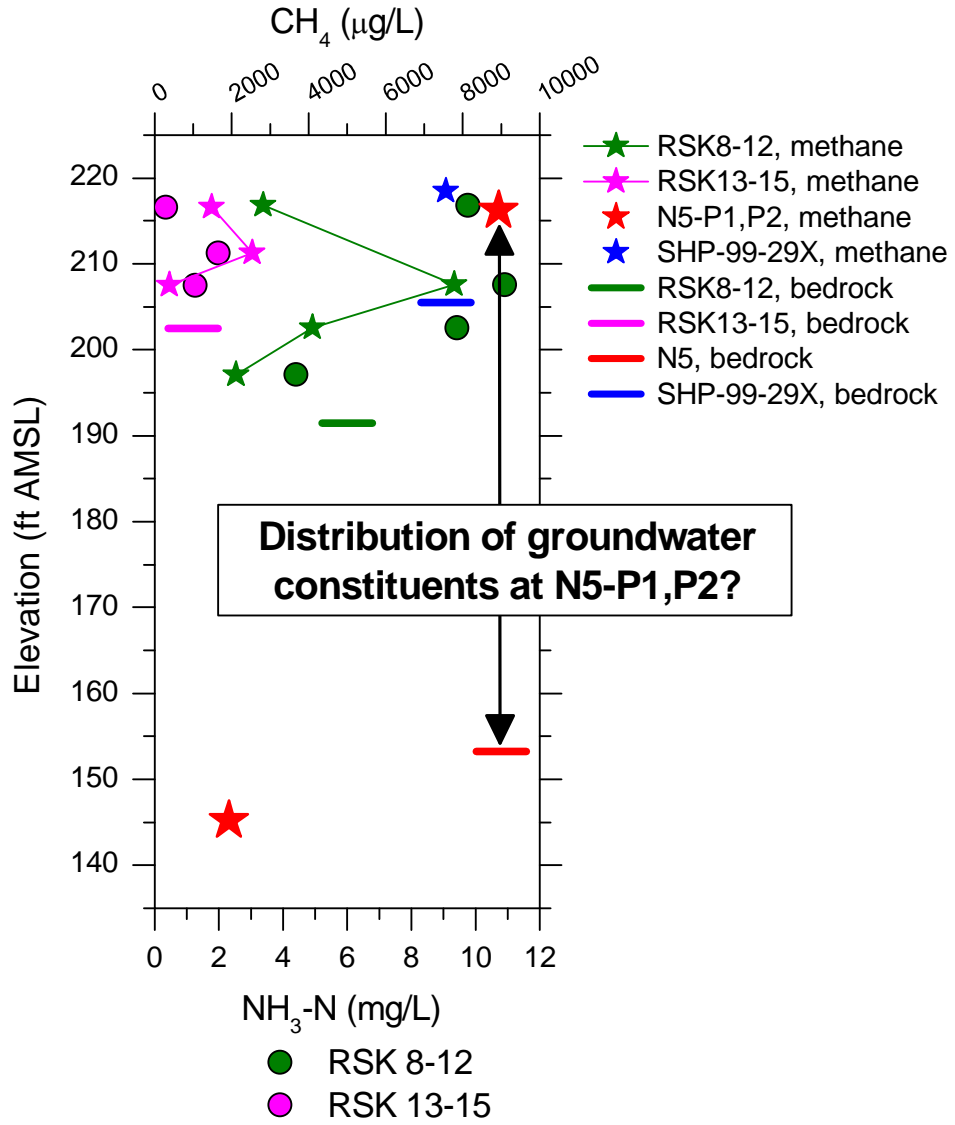 CH4 (μg/L)
0 2000 4000 6000 8000 10000
220
210
200
190
180
170
160
150
140
Elevation (ft AMSL)
RSK8-12, methane
RSK13-15, methane
N5-P1,P2, methane
SHP-99-29X, methane
RSK8-12, bedrock
RSK13-15, bedrock
N5, bedrock
SHP-99-29X, bedrock
Distribution of groundwater
constituents at N5-P1,P2?
0 2 4 6 8 10 12
NH3-N (mg/L)
RSK 8-12
RSK 13-15